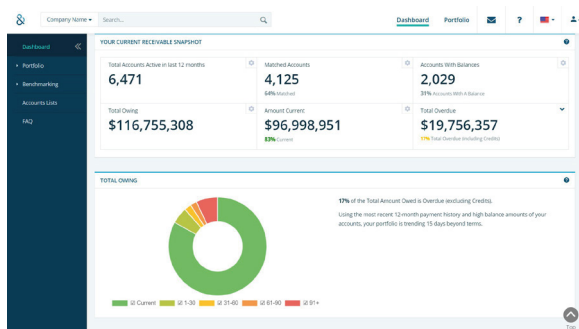 &
Company Name
Search...
Dashboard
Portfolio
?
Dashboard
Portfolio
Benchmarking
Accounts Lists
FAQ
YOUR CURRENT RECEIVABLE SNAPSHOT
Total Accounts Active in last 12 months
6,471
Matched Accounts
4,125
64% Matched
Accounts With Balances
2,029
31% Accounts With A Balance
Total Owing
$116,755,308
Amount Current
$96,998,951
83% Current
Total Overdue
$19,756,357
17% Total Overdue (including Credits)
TOTAL OWING
17% of the Total Amount Owed is Overdue (excluding Credits).
Using the most recent 12-month payment history and high balance amounts of your
accounts, your portfolio is trending 15 days beyond terms.
Current 1-30 31-60 61-90 91+
Top